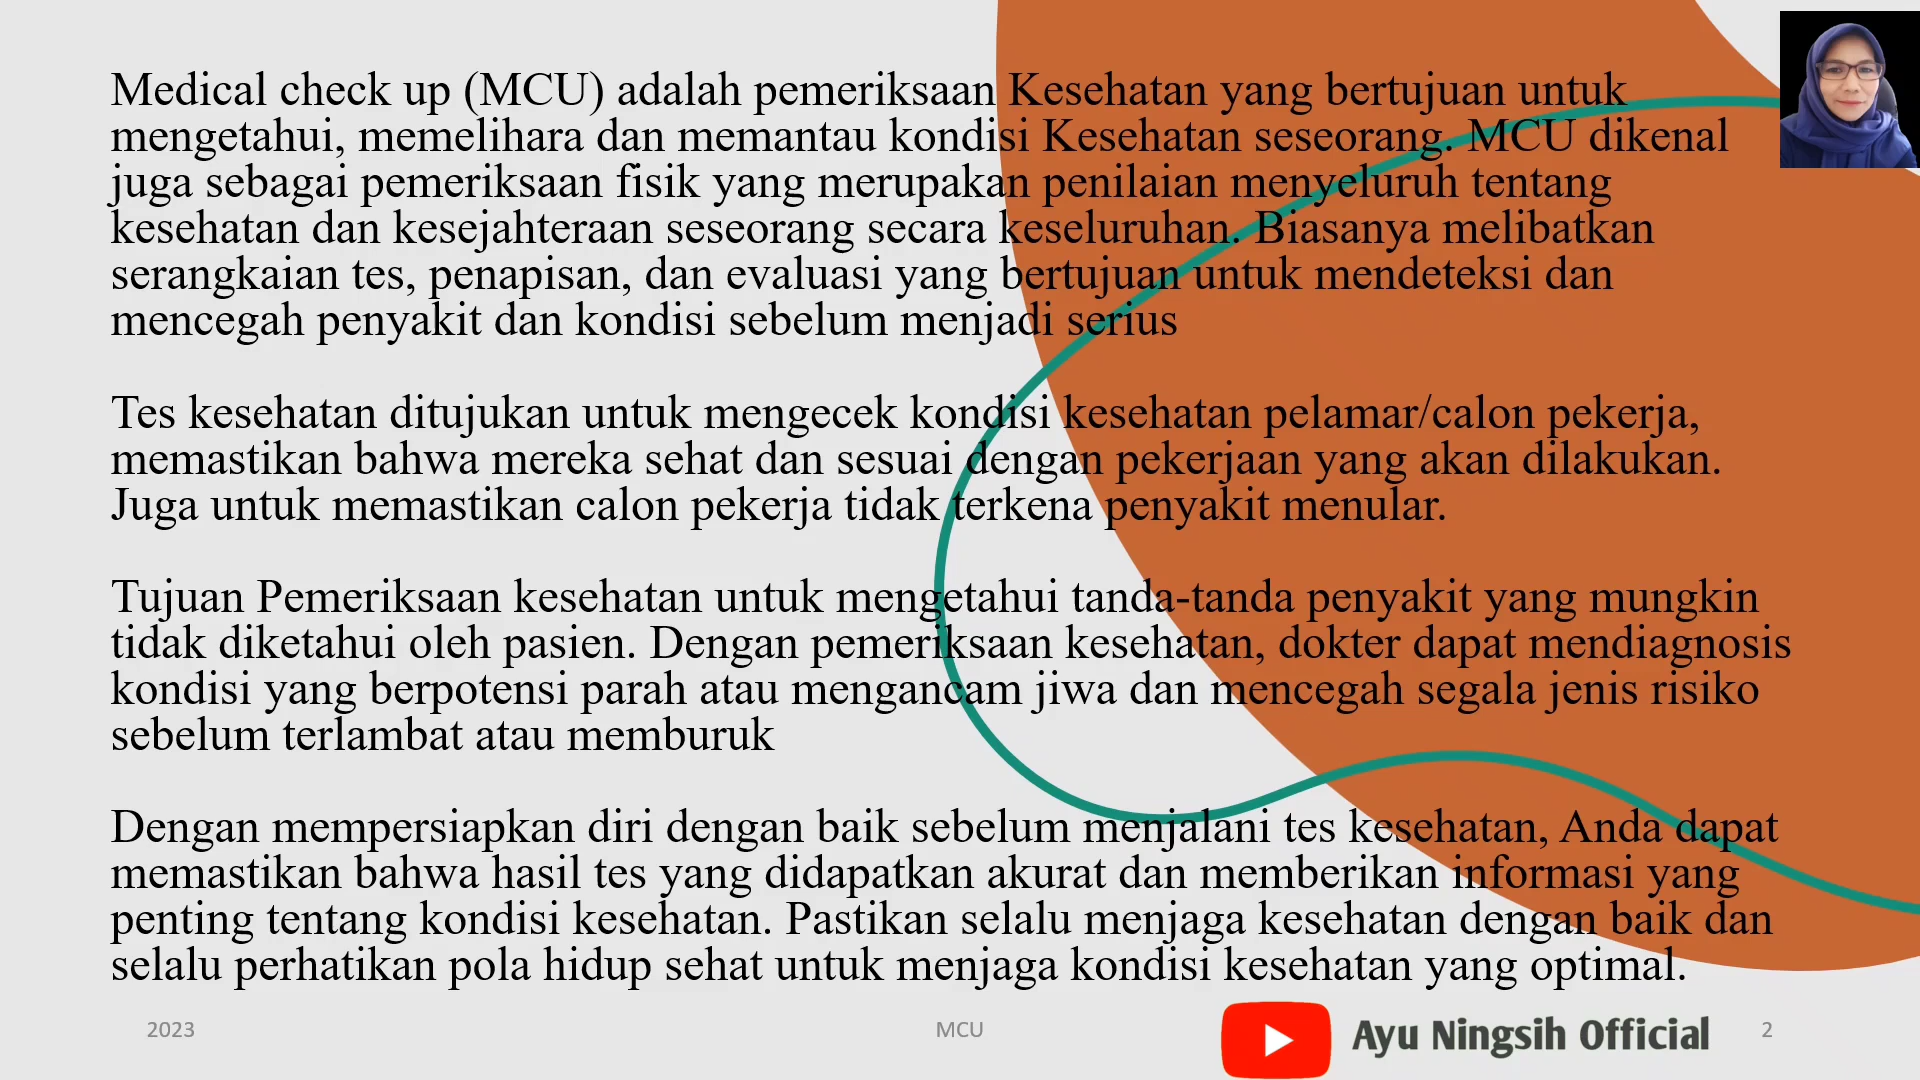 Medical check up (MCU) adalah pemeriksaan Kesehatan yang bertujuan untuk
mengetahui, memelihara dan memantau kondisi Kesehatan seseorang. MCU dikenal
juga sebagai pemeriksaan fisik yang merupakan penilaian menyeluruh tentang
kesehatan dan kesejahteraan seseorang secara keseluruhan. Biasanya melibatkan
serangkaian tes, penapisan, dan evaluasi yang bertujuan untuk mendeteksi dan
mencegah penyakit dan kondisi sebelum menjadi serius
Tes kesehatan ditujukan untuk mengecek kondisi kesehatan pelamar/calon pekerja,
memastikan bahwa mereka sehat dan sesuai dengan pekerjaan yang akan dilakukan.
Juga untuk memastikan calon pekerja tidak terkena penyakit menular.
Tujuan Pemeriksaan kesehatan untuk mengetahui tanda-tanda penyakit yang mungkin
tidak diketahui oleh pasien. Dengan pemeriksaan kesehatan, dokter dapat mendiagnosis
kondisi yang berpotensi parah atau mengancam jiwa dan mencegah segala jenis risiko
sebelum terlambat atau memburuk
Dengan mempersiapkan diri dengan baik sebelum menjalani tes kesehatan, Anda dapat
memastikan bahwa hasil tes yang didapatkan akurat dan memberikan informasi yang
penting tentang kondisi kesehatan. Pastikan selalu menjaga kesehatan dengan baik dan
selalu perhatikan pola hidup sehat untuk menjaga kondisi kesehatan yang optimal.
2023
MCU
Ayu Ningsih Official
2